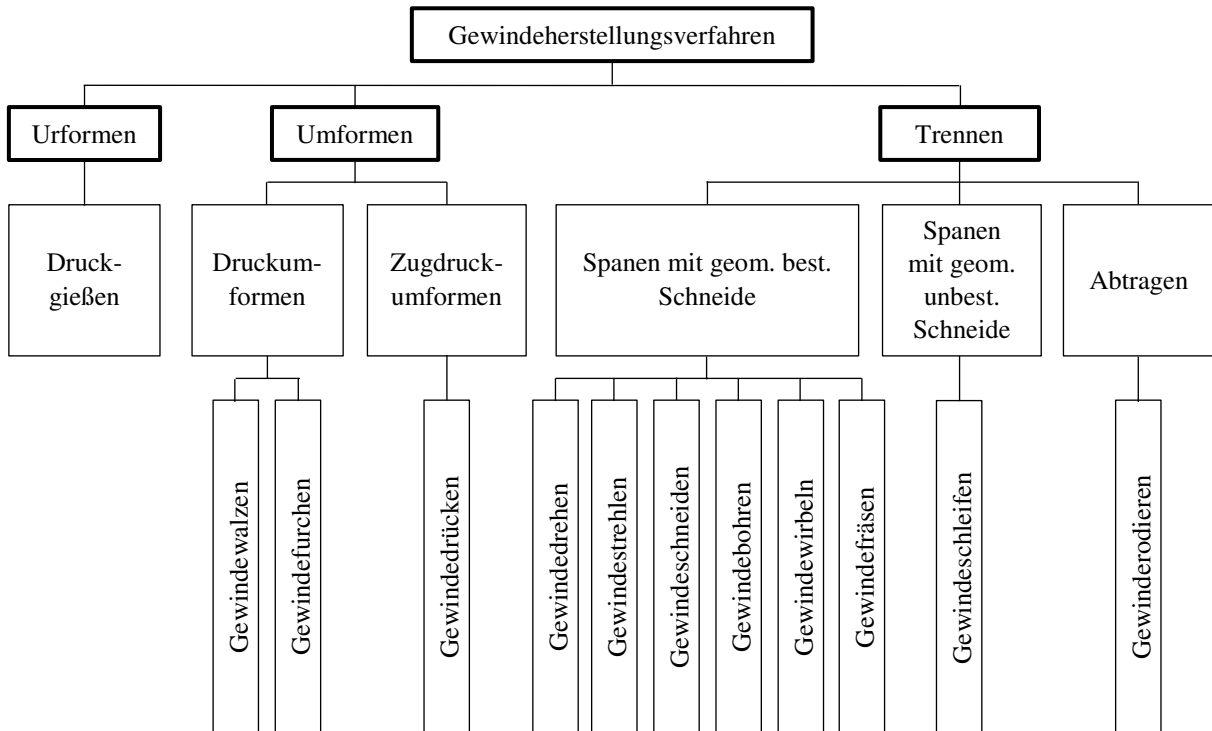 Gewindeherstellungsverfahren
Urformen
Umformen
Trennen
Druck-
gießen
Druckum-
formen
Zugdruck-
umformen
Spanen mit geom. best.
Schneide
Spanen
mit geom.
unbest.
Schneide
Abtragen
Gewindewalzen
Gewindefurchen
Gewindedrücken
Gewindedrehen
Gewindestrehlen
Gewindeschneiden
Gewindebohren
Gewindewirbeln
Gewindefräsen
Gewindeschleifen
Gewinderodieren